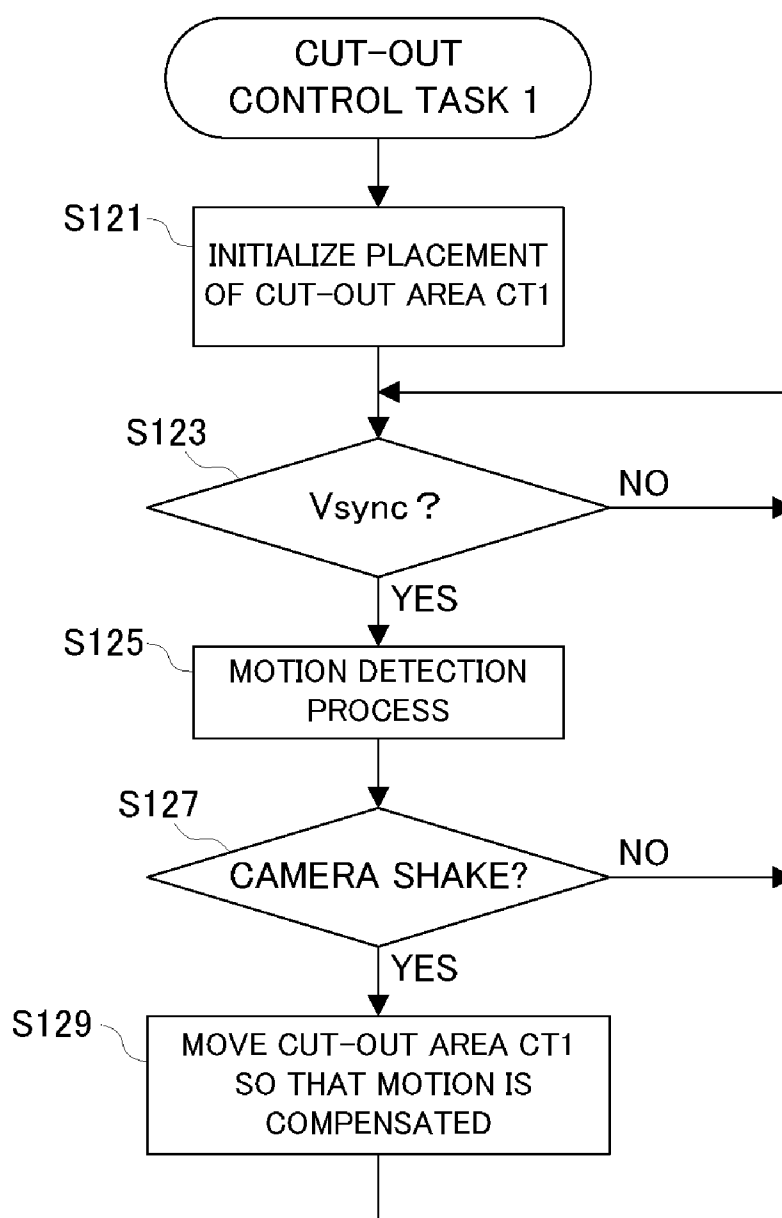 CUT-OUT
CONTROL TASK 1
S121
INITIALIZE PLACEMENT
OF CUT-OUT AREA CT1
S123
Vsync?
NO
YES
S125
MOTION DETECTION
PROCESS
S127
CAMERA SHAKE?
NO
YES
S129
MOVE CUT-OUT AREA CT1
SO THAT MOTION IS
COMPENSATED